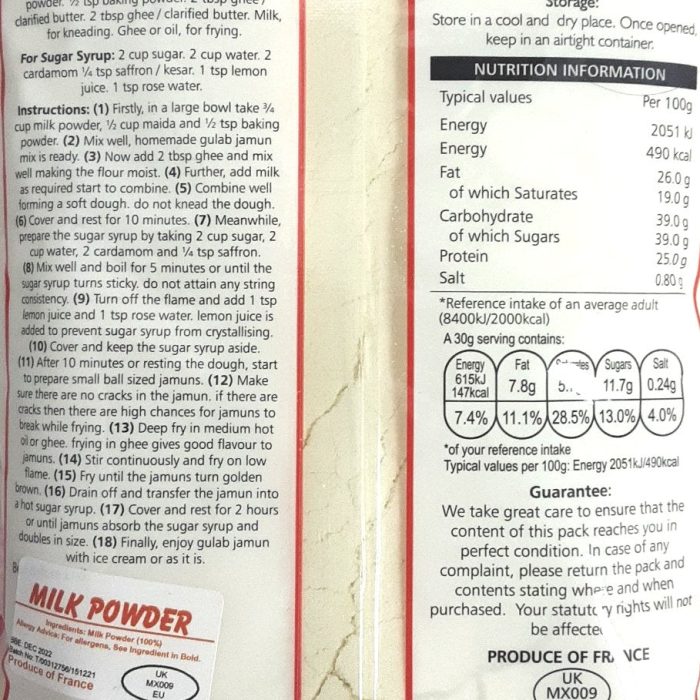 clarified butter. 2 tbsp ghee / clarified butter. Milk,
for kneading. Ghee or oil, for frying.
For Sugar Syrup: 2 cup sugar. 2 cup water. 2
cardamom ¼ tsp saffron / kesar. 1 tsp lemon
juice. 1 tsp rose water.
Instructions: (1) Firstly, in a large bowl take ¾
cup milk powder, ½ cup maida and ½ tsp baking
powder. (2) Mix well, homemade gulab jamun
mix is ready. (3) Now add 2 tbsp ghee and mix
well making the flour moist. (4) Further, add milk
as required start to combine. (5) Combine well
forming a soft dough. do not knead the dough.
(6) Cover and rest for 10 minutes. (7) Meanwhile,
prepare the sugar syrup by taking 2 cup sugar, 2
cup water, 2 cardamom and ¼ tsp saffron.
(8) Mix well and boil for 5 minutes or until the
sugar syrup turns sticky. do not attain any string
consistency. (9) Turn off the flame and add 1 tsp
lemon juice and 1 tsp rose water. lemon juice is
added to prevent sugar syrup from crystallising.
(10) Cover and keep the sugar syrup aside.
(11) After 10 minutes or resting the dough, start
to prepare small ball sized jamuns. (12) Make
sure there are no cracks in the jamun. if there are
cracks then there are high chances for jamuns to
break while frying. (13) Deep fry in medium hot
oil or ghee. frying in ghee gives good flavour to
jamuns. (14) Stir continuously and fry on low
flame. (15) Fry until the jamuns turn golden
brown. (16) Drain off and transfer the jamun into
a hot sugar syrup. (17) Cover and rest for 2 hours
or until jamuns absorb the sugar syrup and
doubles in size. (18) Finally, enjoy gulab jamun
with ice cream or as it is.
MILK POWDER
Ingredients: Milk Powder (100%)
Allergy Advice: For allergens, See Ingredient in Bold.
BBE: DEC 2022
Batch No: T/00312756/151221
Produce of France
UK
MX009
EU
Storage:
Store in a cool and dry place. Once opened,
keep in an airtight container.
NUTRITION INFORMATION
Typical values Per 100g
Energy 2051 kJ
Energy 490 kcal
Fat 26.0 g
of which Saturates 19.0 g
Carbohydrate 39.0 g
of which Sugars 39.0 g
Protein 25.0 g
Salt 0.80 g
*Reference intake of an average adult
(8400kJ/2000kcal)
A 30g serving contains:
Energy Fat Sugars Salt
615kJ
147kcal 7.8g 11.7g 0.24g
7.4% 11.1% 28.5% 13.0% 4.0%
*of your reference intake
Typical values per 100g: Energy 2051kJ/490kcal
Guarantee:
We take great care to ensure that the
content of this pack reaches you in
perfect condition. In case of any
complaint, please return the pack and
contents stating where and when
purchased. Your statutory rights will not
be affected
PRODUCE OF FRANCE
UK
MX009